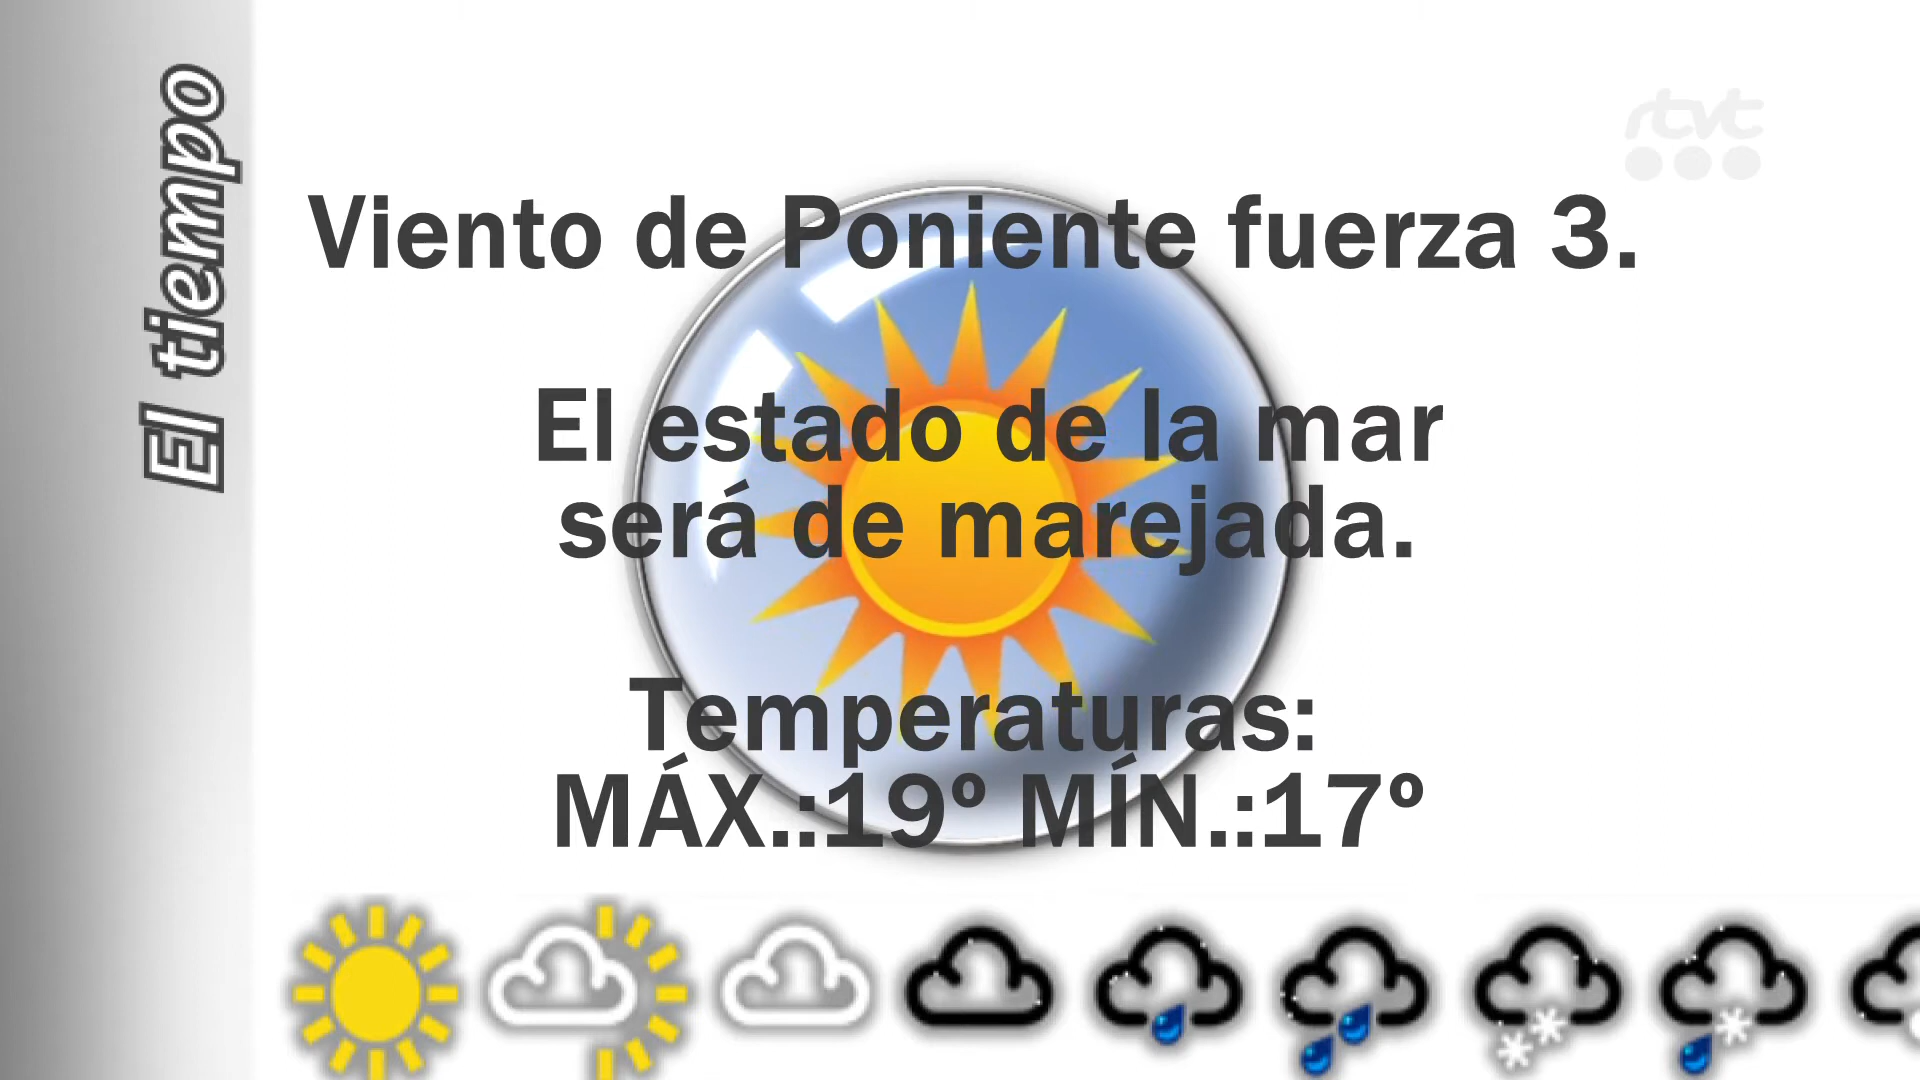 El tiempo
rtvt
Viento de Poniente fuerza 3.
El estado de la mar
será de marejada.
Temperaturas:
MÁX.:19º MÍN.:17º